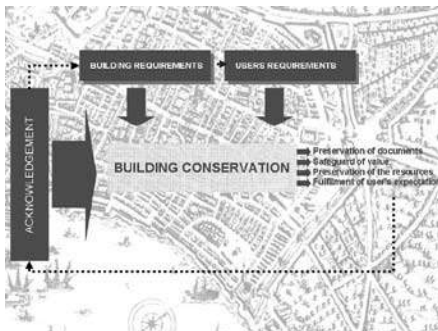 BUILDING REQUIREMENTS
USERS REQUIREMENTS
ACKNOWLEDGEMENT
BUILDING CONSERVATION
Preservation of documents
Safeguard of value
Preservation of the resources
Fulfilment of user's expectation